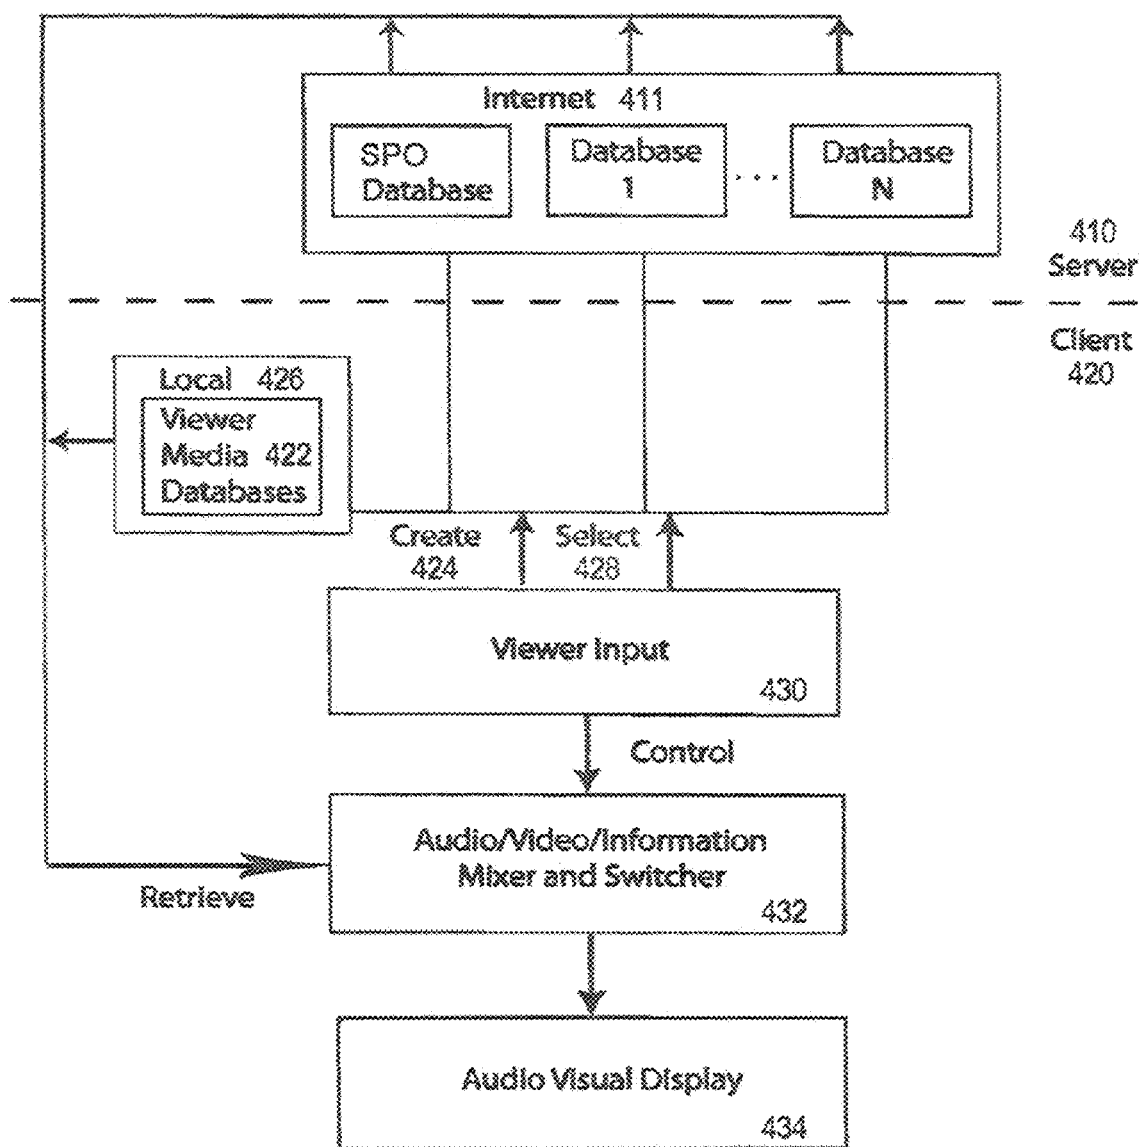 Internet 411
SPO
Database
Database
1
. . .
Database
N
410
Server
Client
420
Local 426
Viewer
Media 422
Databases
Create
424
Select
428
Viewer Input
430
Control
Audio/Video/Information
Mixer and Switcher
432
Retrieve
Audio Visual Display
434